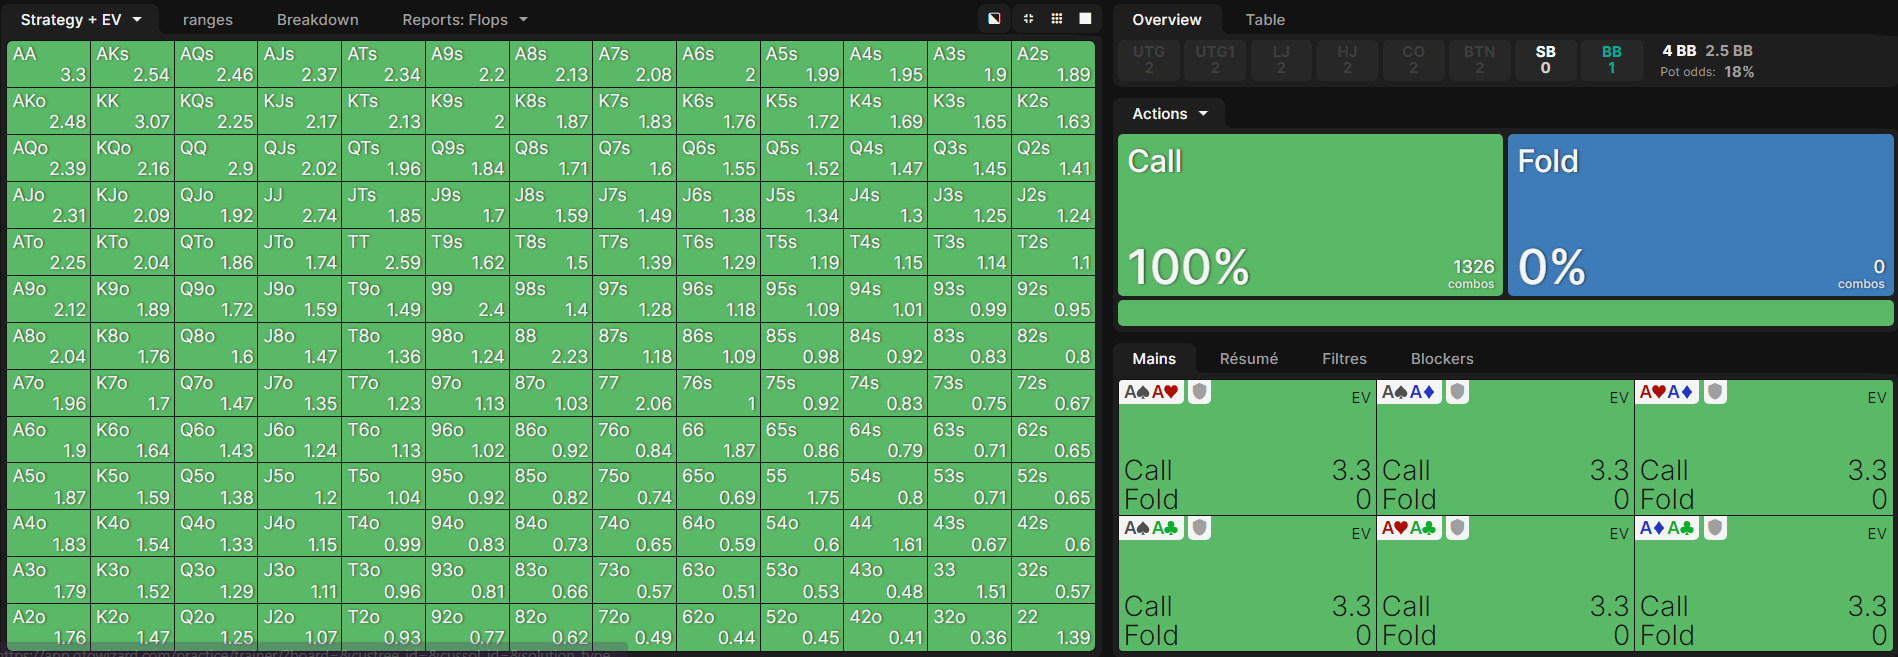 Strategy + EV ranges Breakdown Reports: Flops
AA AKs AQs AJs ATs A9s A8s A7s A6s A5s A4s A3s A2s
3.3 2.54 2.46 2.37 2.34 2.2 2.13 2.08 2 1.99 1.95 1.9 1.89
AKo KK KQs KJs KTs K9s K8s K7s K6s K5s K4s K3s K2s
2.48 3.07 2.25 2.17 2.13 2 1.87 1.83 1.76 1.72 1.69 1.65 1.63
AQo KQo QQ QJs QTs Q9s Q8s Q7s Q6s Q5s Q4s Q3s Q2s
2.39 2.16 2.9 2.02 1.96 1.84 1.71 1.6 1.55 1.52 1.47 1.45 1.41
AJo KJo QJo JJ JTs J9s J8s J7s J6s J5s J4s J3s J2s
2.31 2.09 1.92 2.74 1.85 1.7 1.59 1.49 1.38 1.34 1.3 1.25 1.24
ATo KTo QTo JTo TT T9s T8s T7s T6s T5s T4s T3s T2s
2.25 2.04 1.86 1.74 2.59 1.62 1.5 1.39 1.29 1.19 1.15 1.14 1.1
A9o K9o Q9o J9o T9o 99 98s 97s 96s 95s 94s 93s 92s
2.12 1.89 1.72 1.59 1.49 2.4 1.4 1.28 1.18 1.09 1.01 0.99 0.95
A8o K8o Q8o J8o T8o 98o 88 87s 86s 85s 84s 83s 82s
2.04 1.76 1.6 1.47 1.36 1.24 2.23 1.18 1.09 0.98 0.92 0.83 0.8
A7o K7o Q7o J7o T7o 97o 87o 77 76s 75s 74s 73s 72s
1.96 1.7 1.47 1.35 1.23 1.13 1.03 2.06 1 0.92 0.83 0.75 0.67
A6o K6o Q6o J6o T6o 96o 86o 76o 66 65s 64s 63s 62s
1.9 1.64 1.43 1.24 1.13 1.02 0.92 0.84 1.87 0.86 0.79 0.71 0.65
A5o K5o Q5o J5o T5o 95o 85o 75o 65o 55 54s 53s 52s
1.87 1.59 1.38 1.2 1.04 0.92 0.82 0.74 0.69 1.75 0.8 0.71 0.65
A4o K4o Q4o J4o T4o 94o 84o 74o 64o 54o 44 43s 42s
1.83 1.54 1.33 1.15 0.99 0.83 0.73 0.65 0.59 0.6 1.61 0.67 0.6
A3o K3o Q3o J3o T3o 93o 83o 73o 63o 53o 43o 33 32s
1.79 1.52 1.29 1.11 0.96 0.81 0.66 0.57 0.51 0.53 0.48 1.51 0.57
A2o K2o Q2o J2o T2o 92o 82o 72o 62o 52o 42o 32o 22
1.76 1.47 1.25 1.07 0.93 0.77 0.62 0.49 0.44 0.45 0.41 0.36 1.39
Overview Table
UTG UTG1 LJ HJ CO BTN SB BB 4 BB 2.5 BB
2 2 2 2 2 2 0 1 Pot odds: 18%
Actions
Call Fold
100% 1326 combos 0% 0 combos
Mains Résumé Filtres Blockers
A♠A♥ EV A♠A♦ EV A♥A♦ EV
Call 3.3 Call 3.3 Call 3.3
Fold 0 Fold 0 Fold 0
A♠A♣ EV A♥A♣ EV A♦A♣ EV
Call 3.3 Call 3.3 Call 3.3
Fold 0 Fold 0 Fold 0